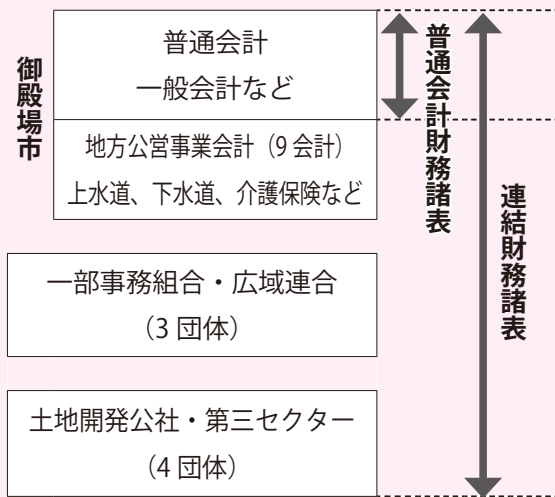 御殿場市
普通会計
一般会計など
地方公営事業会計（9 会計）
上水道、下水道、介護保険など
一部事務組合・広域連合
（3 団体）
土地開発公社・第三セクター
（4 団体）
普通会計財務諸表
連結財務諸表